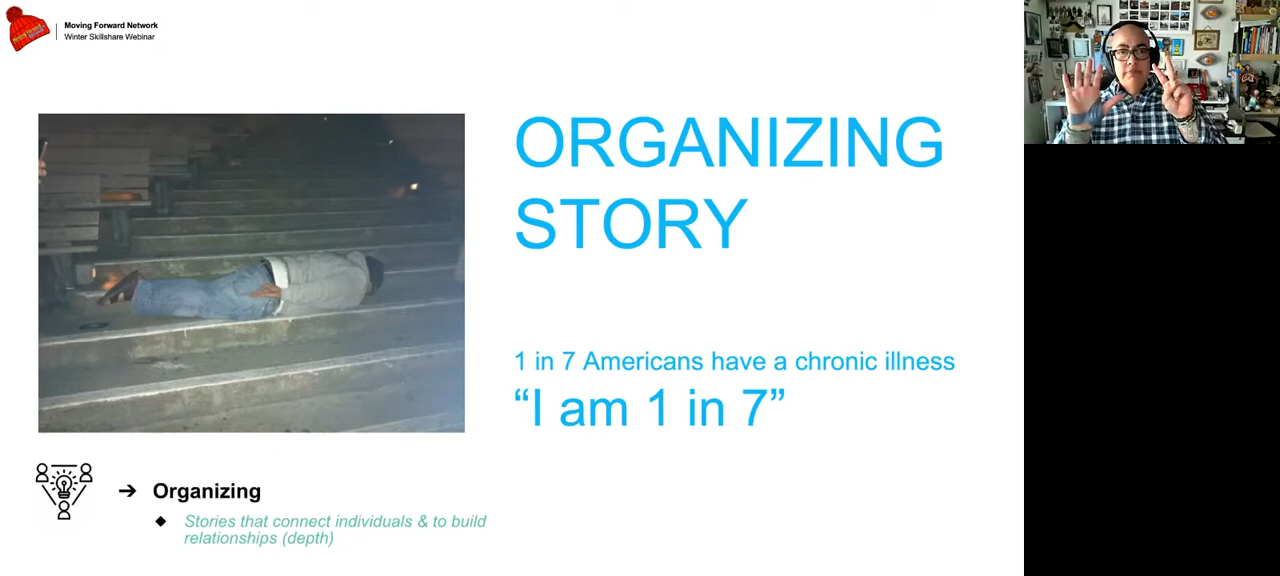 Moving Forward Network
Winter Skillshare Webinar
ORGANIZING
STORY
1 in 7 Americans have a chronic illness
“I am 1 in 7”
➔ Organizing
◆ Stories that connect individuals & to build
relationships (depth)